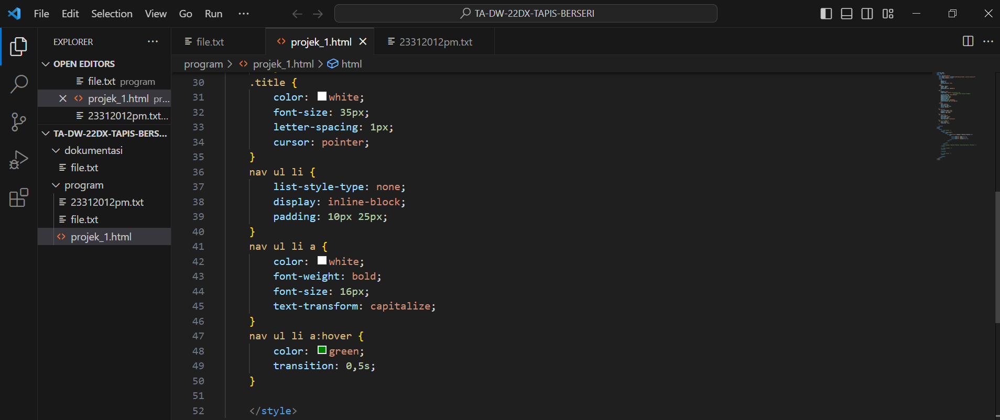 File Edit Selection View Go Run ···
TA-DW-22DX-TAPIS-BERSERI
EXPLORER ···
OPEN EDITORS
file.txt program
projek_1.html pr...
23312012pm.txt...
TA-DW-22DX-TAPIS-BERS...
dokumentasi
file.txt
program
23312012pm.txt
file.txt
projek_1.html
file.txt projek_1.html 23312012pm.txt
program > projek_1.html > html
30 .title {
31 color: white;
32 font-size: 35px;
33 letter-spacing: 1px;
34 cursor: pointer;
35 }
36 nav ul li {
37 list-style-type: none;
38 display: inline-block;
39 padding: 10px 25px;
40 }
41 nav ul li a {
42 color: white;
43 font-weight: bold;
44 font-size: 16px;
45 text-transform: capitalize;
46 }
47 nav ul li a:hover {
48 color: green;
49 transition: 0,5s;
50 }
51
52 </style>